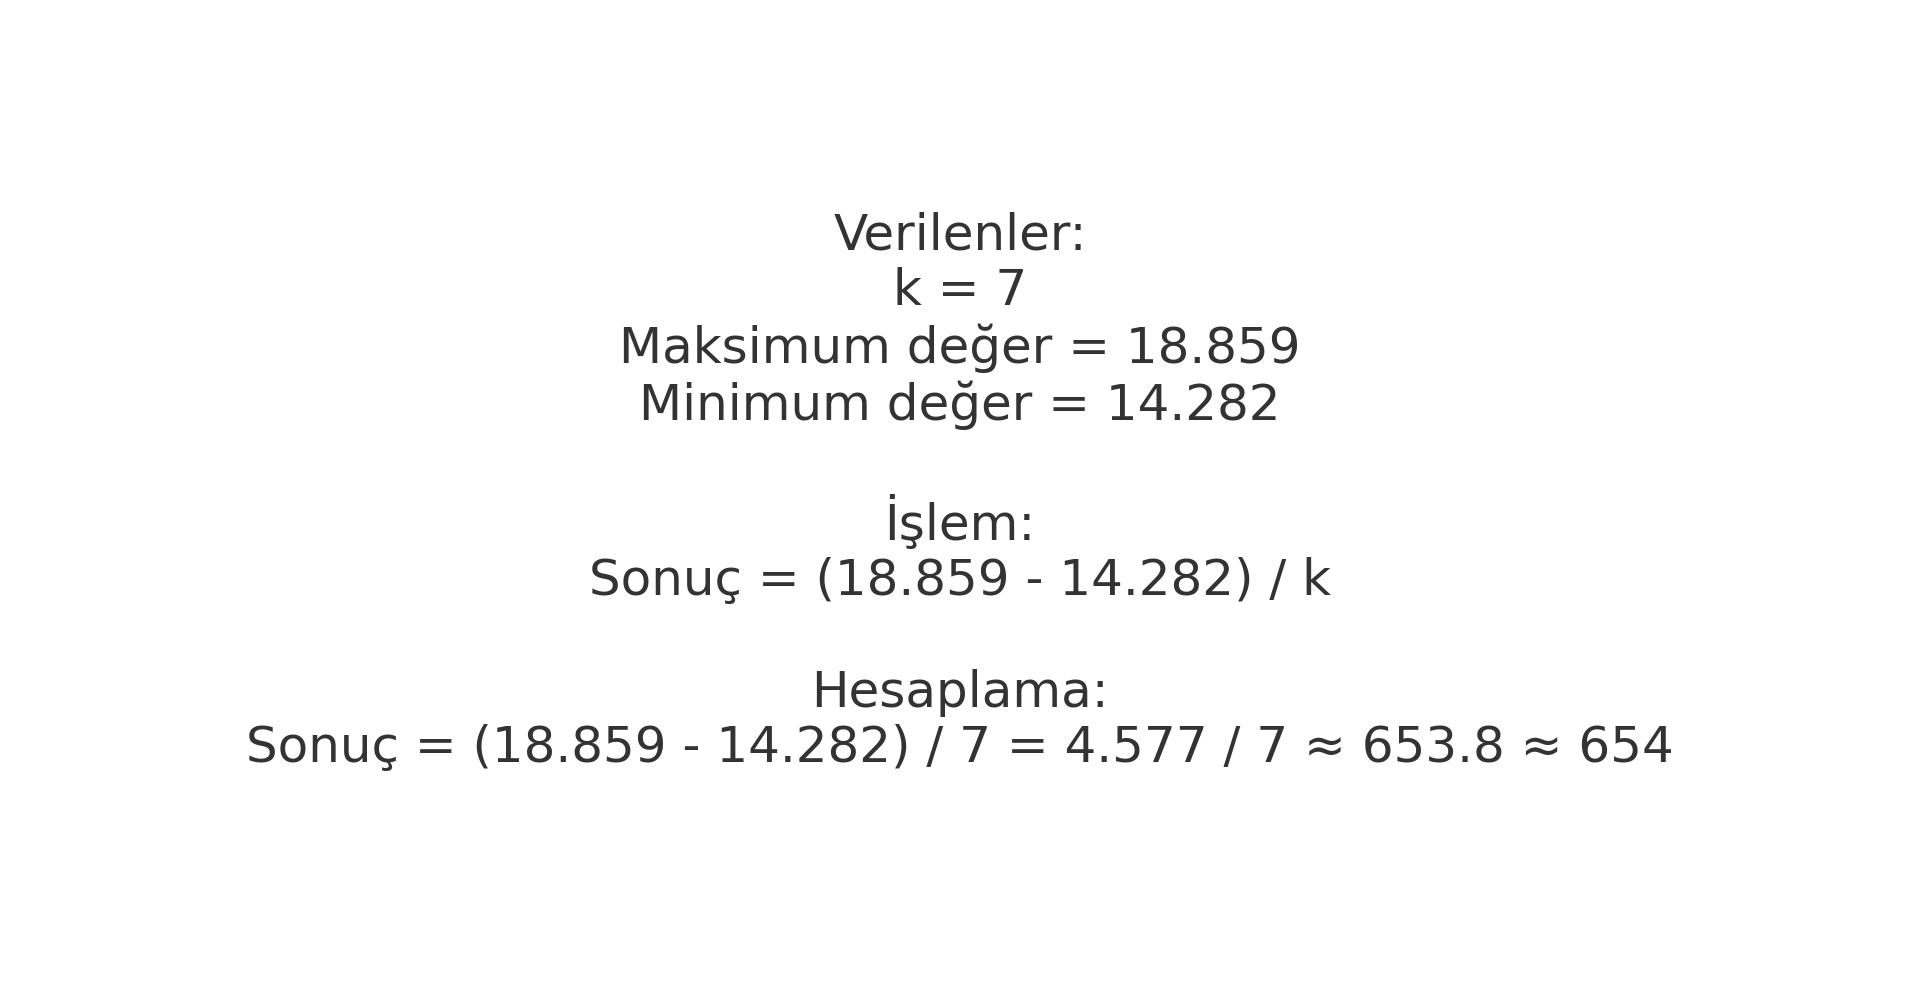 Verilenler:
k = 7
Maksimum değer = 18.859
Minimum değer = 14.282
İşlem:
Sonuç = (18.859 - 14.282) / k
Hesaplama:
Sonuç = (18.859 - 14.282) / 7 = 4.577 / 7 ≈ 653.8 ≈ 654